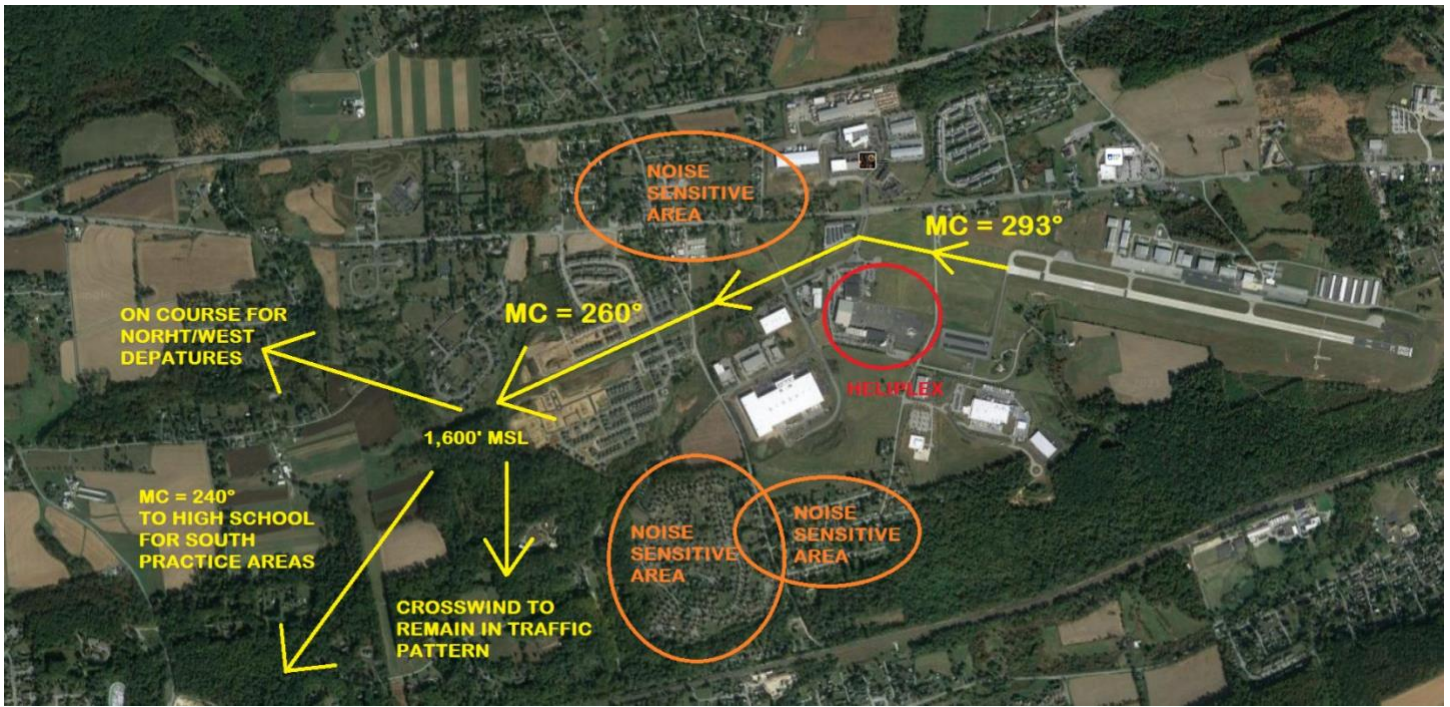 NOISE
SENSITIVE
AREA
MC = 293°
MC = 260°
ON COURSE FOR
NORHT/WEST
DEPATURES
HELIPLEX
1,600' MSL
MC = 240°
TO HIGH SCHOOL
FOR SOUTH
PRACTICE AREAS
NOISE
SENSITIVE
AREA
NOISE
SENSITIVE
AREA
CROSSWIND TO
REMAIN IN TRAFFIC
PATTERN